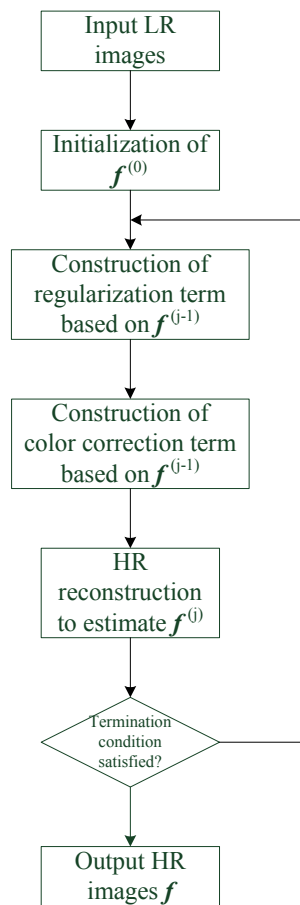 Input LR
images
Initialization of
f(0)
Construction of
regularization term
based on f(j-1)
Construction of
color correction term
based on f(j-1)
HR
reconstruction
to estimate f(j)
Termination
condition
satisfied?
Output HR
images f